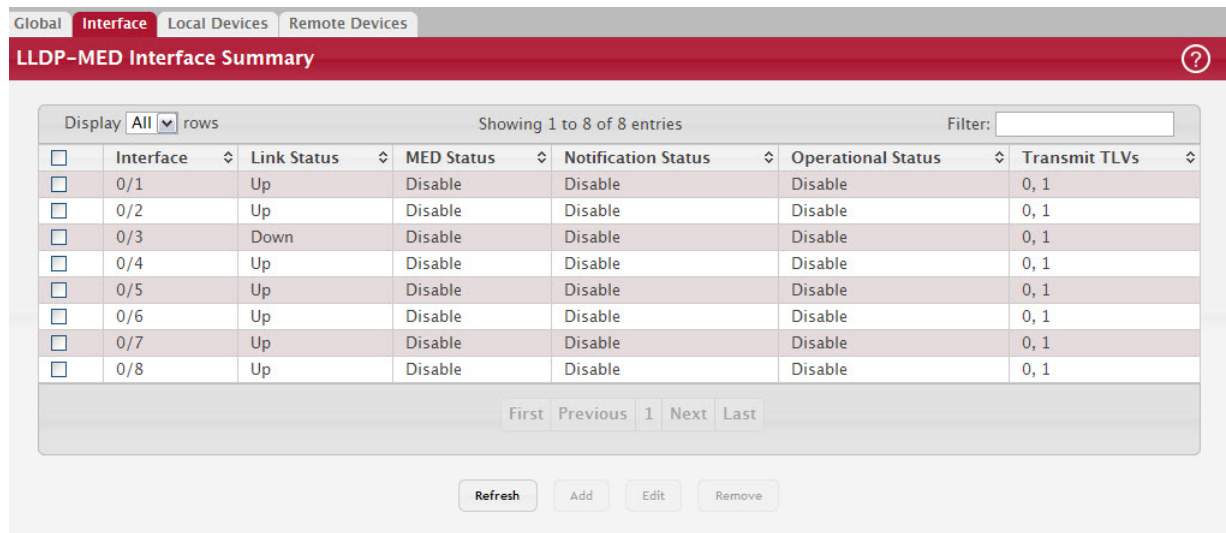 Global Interface Local Devices Remote Devices
LLDP-MED Interface Summary ?
Display All rows Showing 1 to 8 of 8 entries Filter:
Interface Link Status MED Status Notification Status Operational Status Transmit TLVs
0/1 Up Disable Disable Disable 0, 1
0/2 Up Disable Disable Disable 0, 1
0/3 Down Disable Disable Disable 0, 1
0/4 Up Disable Disable Disable 0, 1
0/5 Up Disable Disable Disable 0, 1
0/6 Up Disable Disable Disable 0, 1
0/7 Up Disable Disable Disable 0, 1
0/8 Up Disable Disable Disable 0, 1
First Previous 1 Next Last
Refresh Add Edit Remove